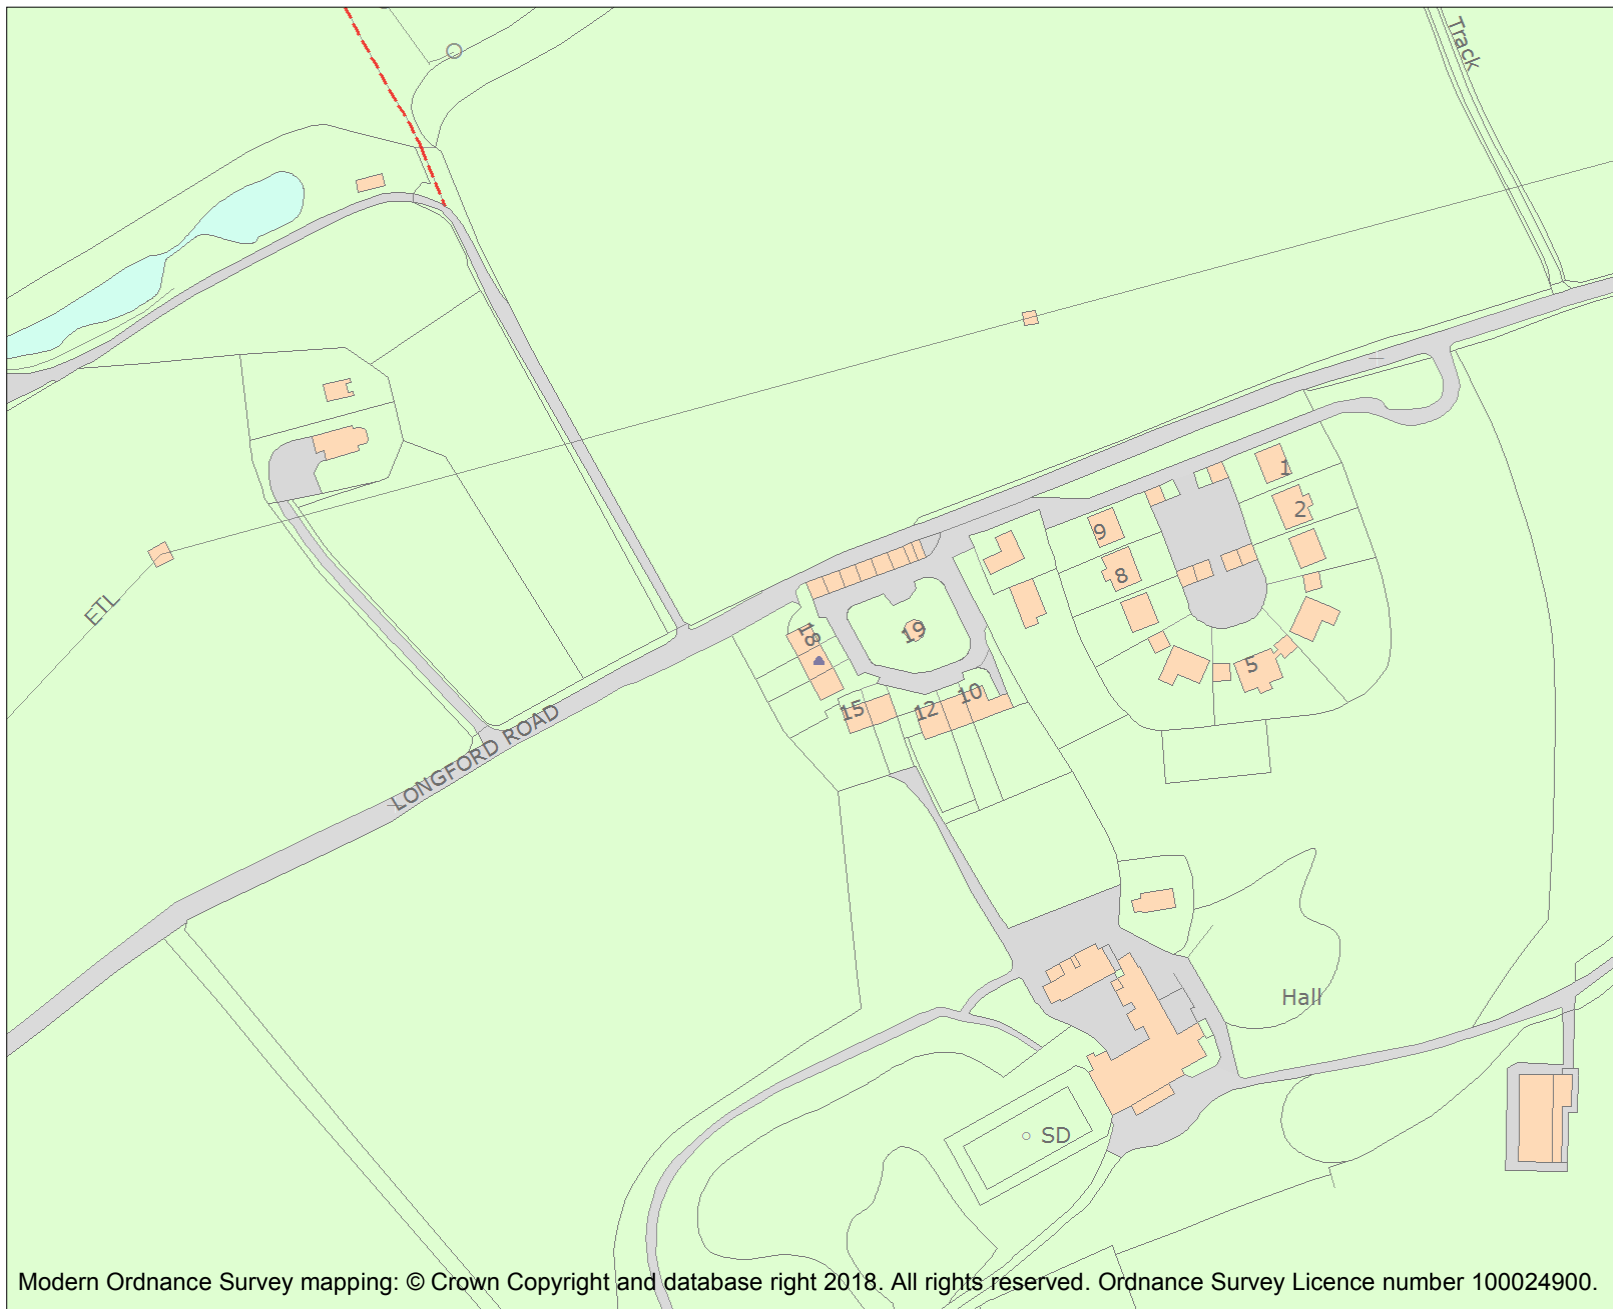 Track
1
2
9
8
ETL
19
18
5
10
12
15
LONGFORD ROAD
Hall
SD
Modern Ordnance Survey mapping: © Crown Copyright and database right 2018. All rights reserved. Ordnance Survey Licence number 100024900.